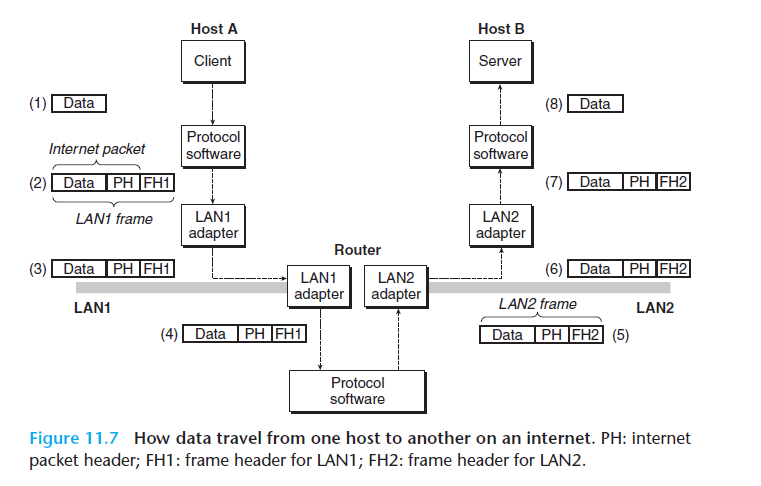 Host A
Host B
Client
Server
(1) Data
(8) Data
Protocol
software
Protocol
software
Internet packet
(2) Data PH FH1
LAN1 frame
(7) Data PH FH2
LAN1
adapter
LAN2
adapter
Router
(3) Data PH FH1
LAN1
adapter
LAN2
adapter
(6) Data PH FH2
LAN1
LAN2 frame
LAN2
(4) Data PH FH1
Data PH FH2 (5)
Protocol
software
Figure 11.7 How data travel from one host to another on an internet. PH: internet
packet header; FH1: frame header for LAN1; FH2: frame header for LAN2.